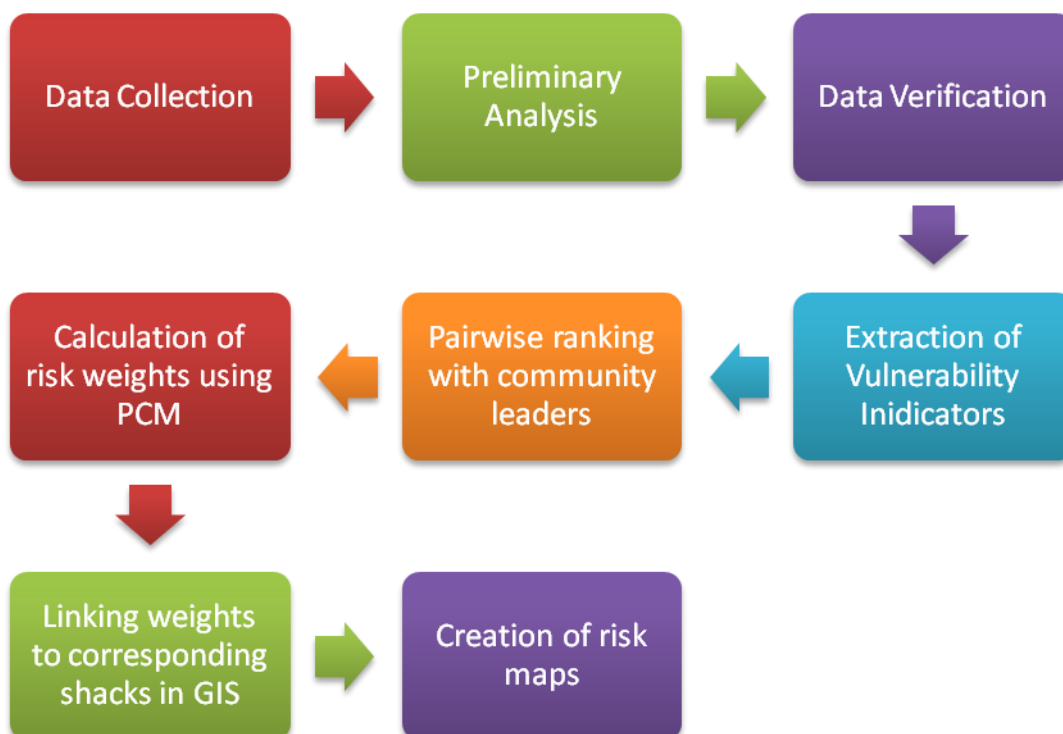 Data Collection
Preliminary
Analysis
Data Verification
Extraction of
Vulnerability
Inidicators
Pairwise ranking
with community
leaders
Calculation of
risk weights using
PCM
Linking weights
to corresponding
shacks in GIS
Creation of risk
maps